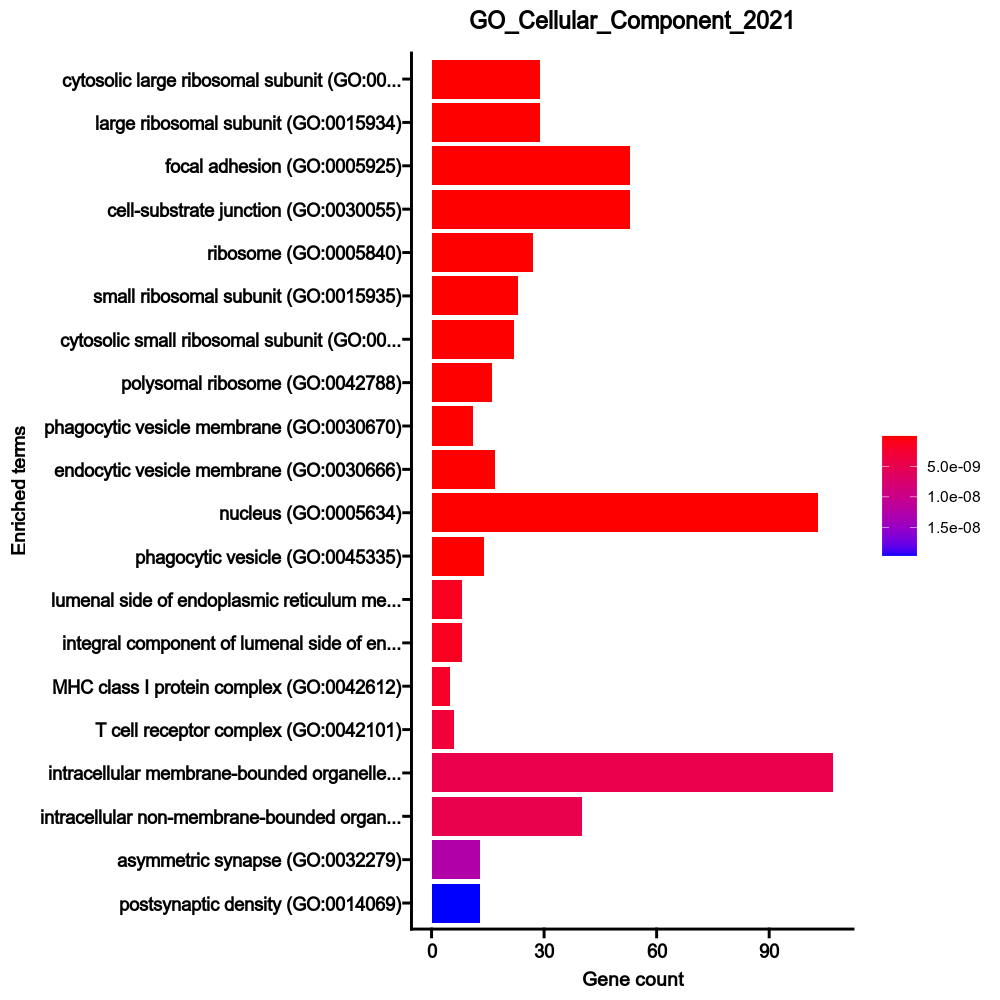 GO_Cellular_Component_2021
cytosolic large ribosomal subunit (GO:00...
large ribosomal subunit (GO:0015934)
focal adhesion (GO:0005925)
cell-substrate junction (GO:0030055)
ribosome (GO:0005840)
small ribosomal subunit (GO:0015935)
cytosolic small ribosomal subunit (GO:00...
polysomal ribosome (GO:0042788)
phagocytic vesicle membrane (GO:0030670)
endocytic vesicle membrane (GO:0030666)
nucleus (GO:0005634)
phagocytic vesicle (GO:0045335)
lumenal side of endoplasmic reticulum me...
integral component of lumenal side of en...
MHC class I protein complex (GO:0042612)
T cell receptor complex (GO:0042101)
intracellular membrane-bounded organelle...
intracellular non-membrane-bounded organ...
asymmetric synapse (GO:0032279)
postsynaptic density (GO:0014069)
Enriched terms
0 30 60 90
Gene count
5.0e-09
1.0e-08
1.5e-08